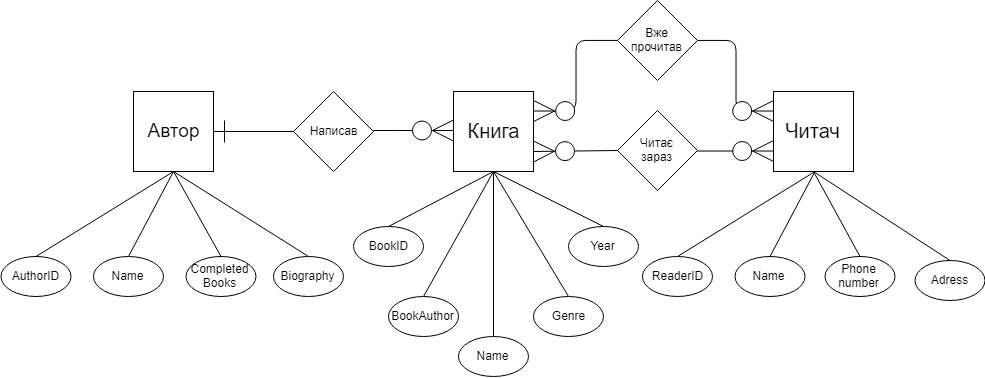 Вже
прочитав
Автор
Написав
Книга
Читає
зараз
Читач
AuthorID
Name
Completed
Books
Biography
BookID
Year
BookAuthor
Genre
Name
ReaderID
Name
Phone
number
Adress